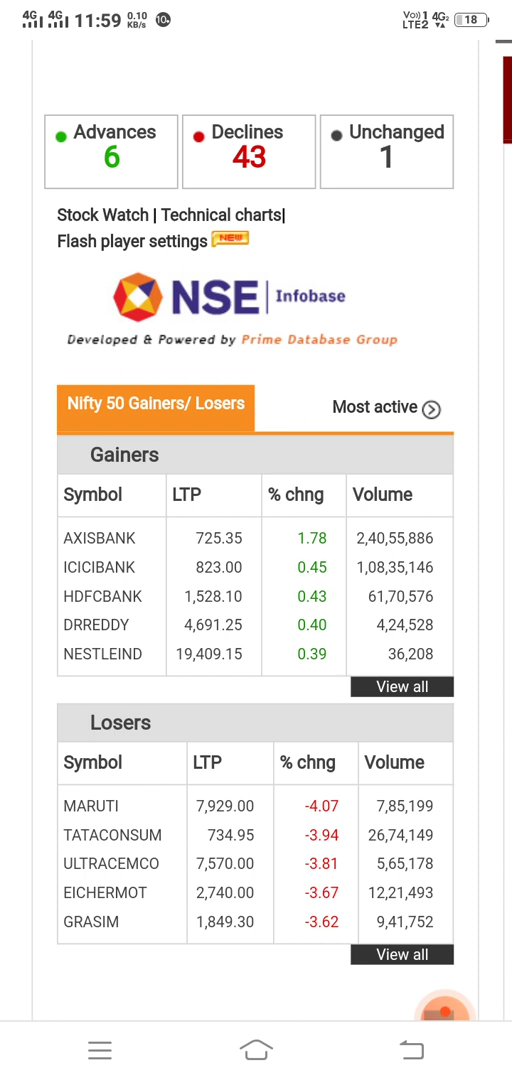 4G 4G 11:59 0.10 KB/s 10+ Vo)) 1 LTE2 4G2 18
Advances Declines Unchanged
6 43 1
Stock Watch | Technical charts|
Flash player settings NEW
NSE | Infobase
Developed & Powered by Prime Database Group
Nifty 50 Gainers/ Losers Most active
Gainers
Symbol LTP % chng Volume
AXISBANK 725.35 1.78 2,40,55,886
ICICIBANK 823.00 0.45 1,08,35,146
HDFCBANK 1,528.10 0.43 61,70,576
DRREDDY 4,691.25 0.40 4,24,528
NESTLEIND 19,409.15 0.39 36,208
View all
Losers
Symbol LTP % chng Volume
MARUTI 7,929.00 -4.07 7,85,199
TATACONSUM 734.95 -3.94 26,74,149
ULTRACEMCO 7,570.00 -3.81 5,65,178
EICHERMOT 2,740.00 -3.67 12,21,493
GRASIM 1,849.30 -3.62 9,41,752
View all